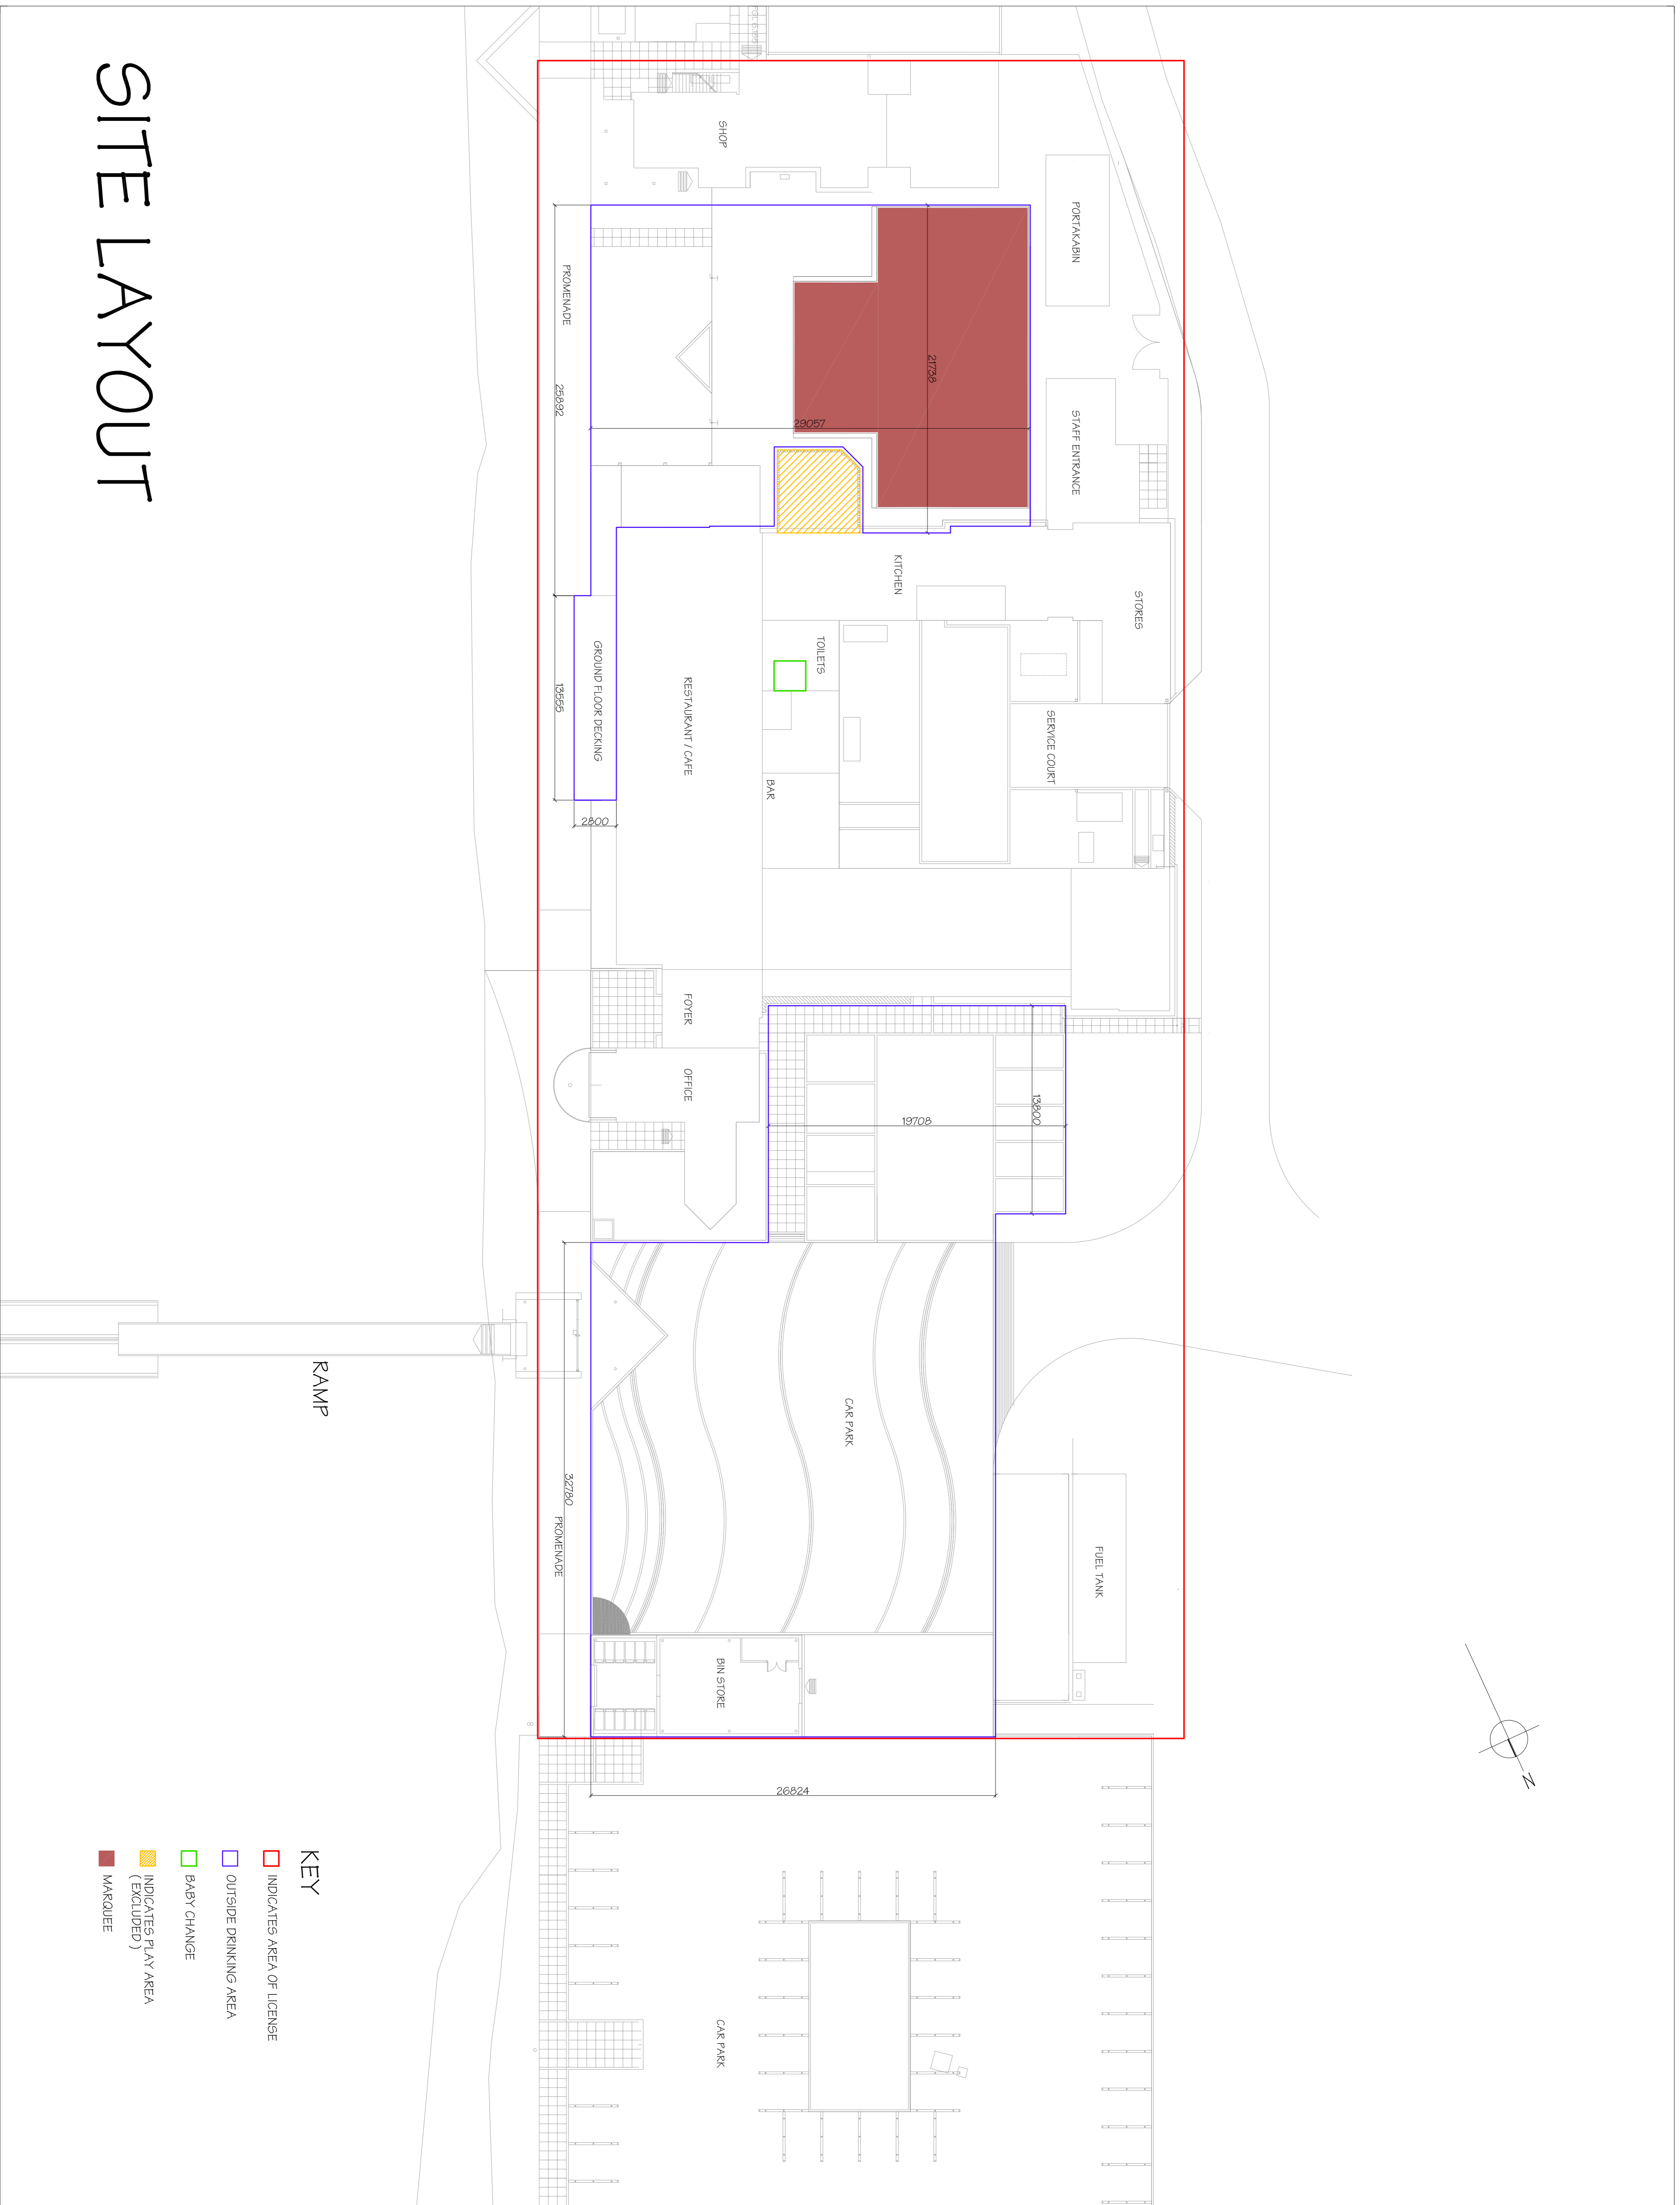 SITE LAYOUT
SHOP
PORTAKABIN
PROMENADE
25892
21738
29057
STAFF ENTRANCE
KITCHEN
STORES
TOILETS
GROUND FLOOR DECKING
13555
2800
RESTAURANT / CAFE
SERVICE COURT
BAR
FOYER
OFFICE
13800
19708
RAMP
CAR PARK
32780
PROMENADE
FUEL TANK
BIN STORE
26824
N
CAR PARK
KEY
INDICATES AREA OF LICENSE
OUTSIDE DRINKING AREA
BABY CHANGE
INDICATES PLAY AREA
( EXCLUDED )
MARQUEE